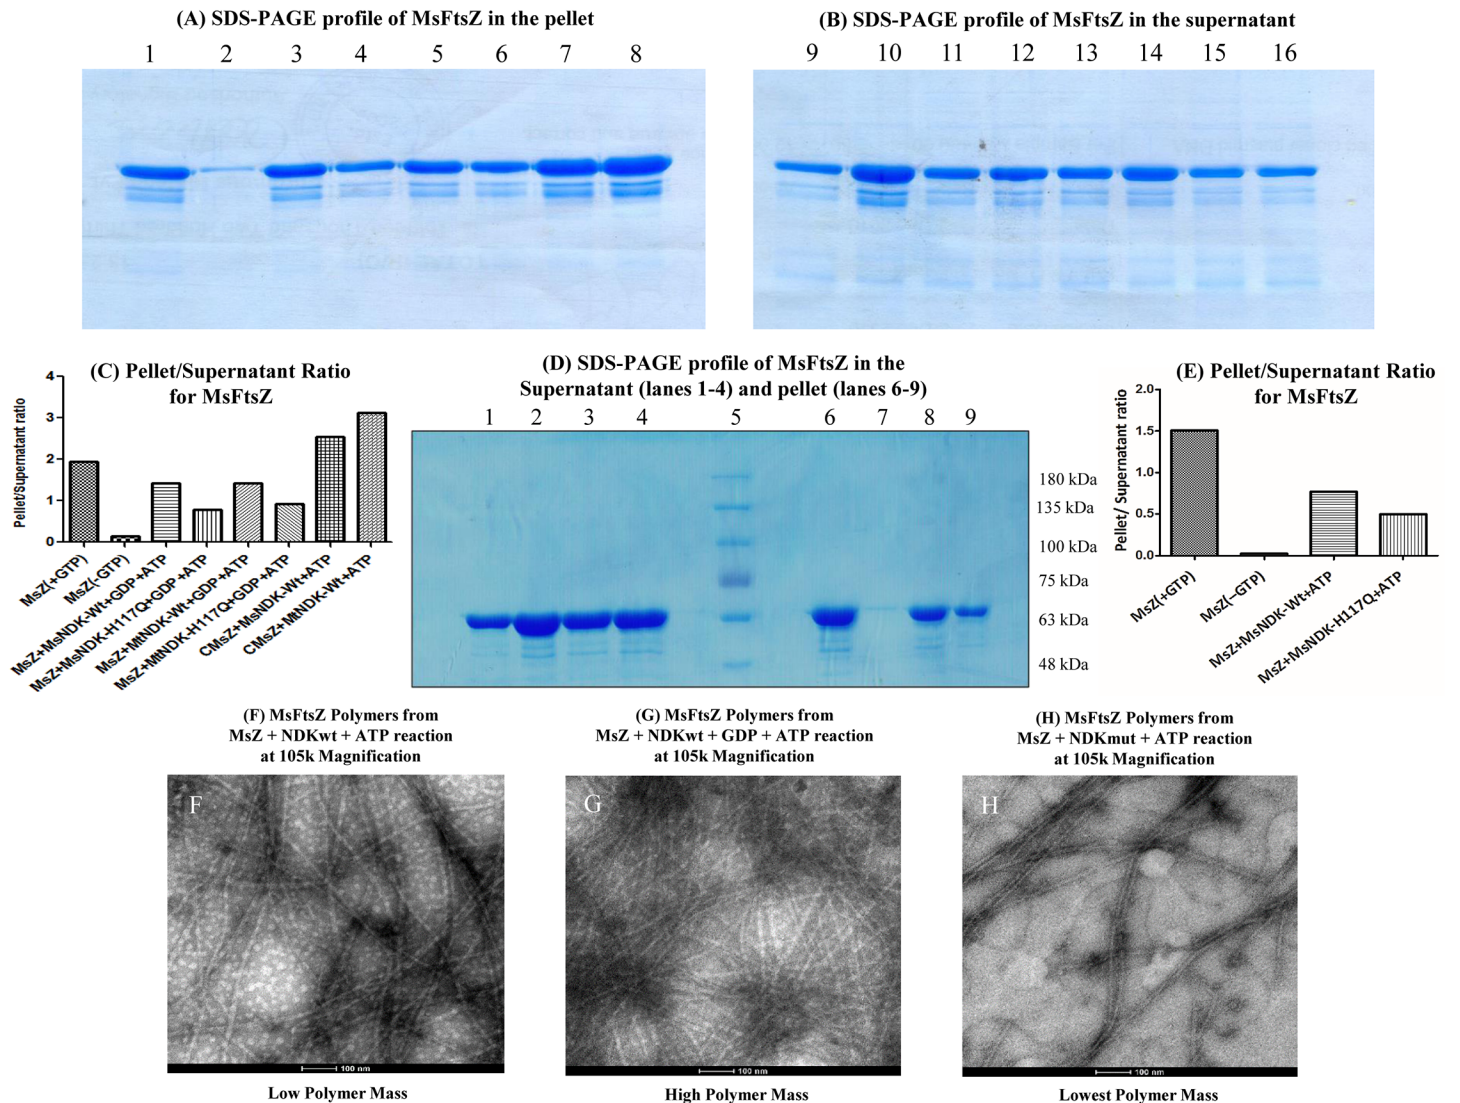 (A) SDS-PAGE profile of MsFtsZ in the pellet
1 2 3 4 5 6 7 8
(B) SDS-PAGE profile of MsFtsZ in the supernatant
9 10 11 12 13 14 15 16
(C) Pellet/Supernatant Ratio
for MsFtsZ
Pellet/Supernatant ratio
4
3
2
1
0
MsZ(+GTP)
MsZ(-GTP)
MsZ+MsNDK-Wt+GDP+ATP
MsZ+MsNDK-H117Q+GDP+ATP
MsZ+MtNDK-Wt+GDP+ATP
MsZ+MtNDK-H117Q+GDP+ATP
CMsZ+MsNDK-Wt+ATP
CMsZ+MtNDK-Wt+ATP
(D) SDS-PAGE profile of MsFtsZ in the
Supernatant (lanes 1-4) and pellet (lanes 6-9)
1 2 3 4 5 6 7 8 9
180 kDa
135 kDa
100 kDa
75 kDa
63 kDa
48 kDa
(E) Pellet/Supernatant Ratio
for MsFtsZ
Pellet/ Supernatant ratio
2.0
1.5
1.0
0.5
0.0
MsZ(+GTP)
MsZ(-GTP)
MsZ+MsNDK-Wt+ATP
MsZ+MsNDK-H117Q+ATP
(F) MsFtsZ Polymers from
MsZ + NDKwt + ATP reaction
at 105k Magnification
F
100 nm
Low Polymer Mass
(G) MsFtsZ Polymers from
MsZ + NDKwt + GDP + ATP reaction
at 105k Magnification
G
100 nm
High Polymer Mass
(H) MsFtsZ Polymers from
MsZ + NDKmut + ATP reaction
at 105k Magnification
H
100 nm
Lowest Polymer Mass